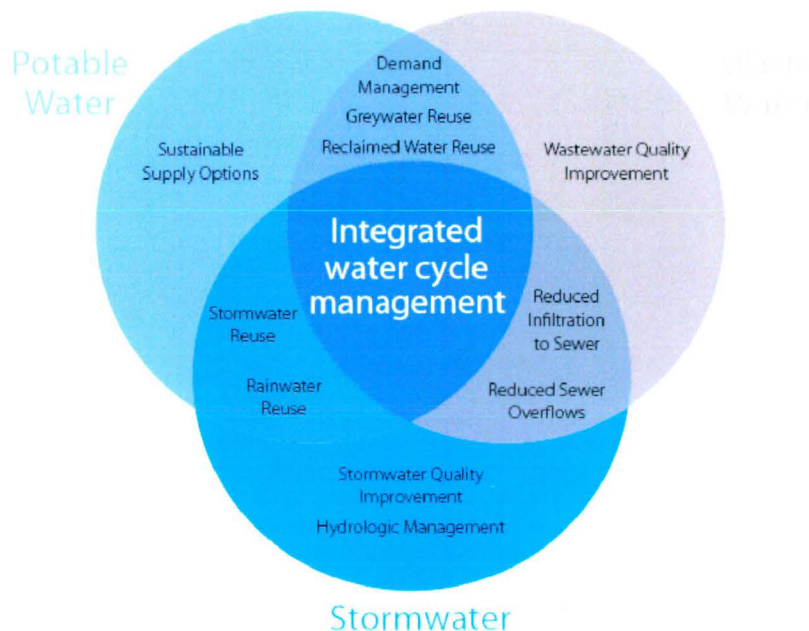 Potable
Water
Demand
Management
Greywater Reuse
Reclaimed Water Reuse
Sustainable
Supply Options
Wastewater Quality
Improvement
Integrated
water cycle
management
Stormwater
Reuse
Rainwater
Reuse
Reduced
Infiltration
to Sewer
Reduced Sewer
Overflows
Stormwater Quality
Improvement
Hydrologic Management
Stormwater